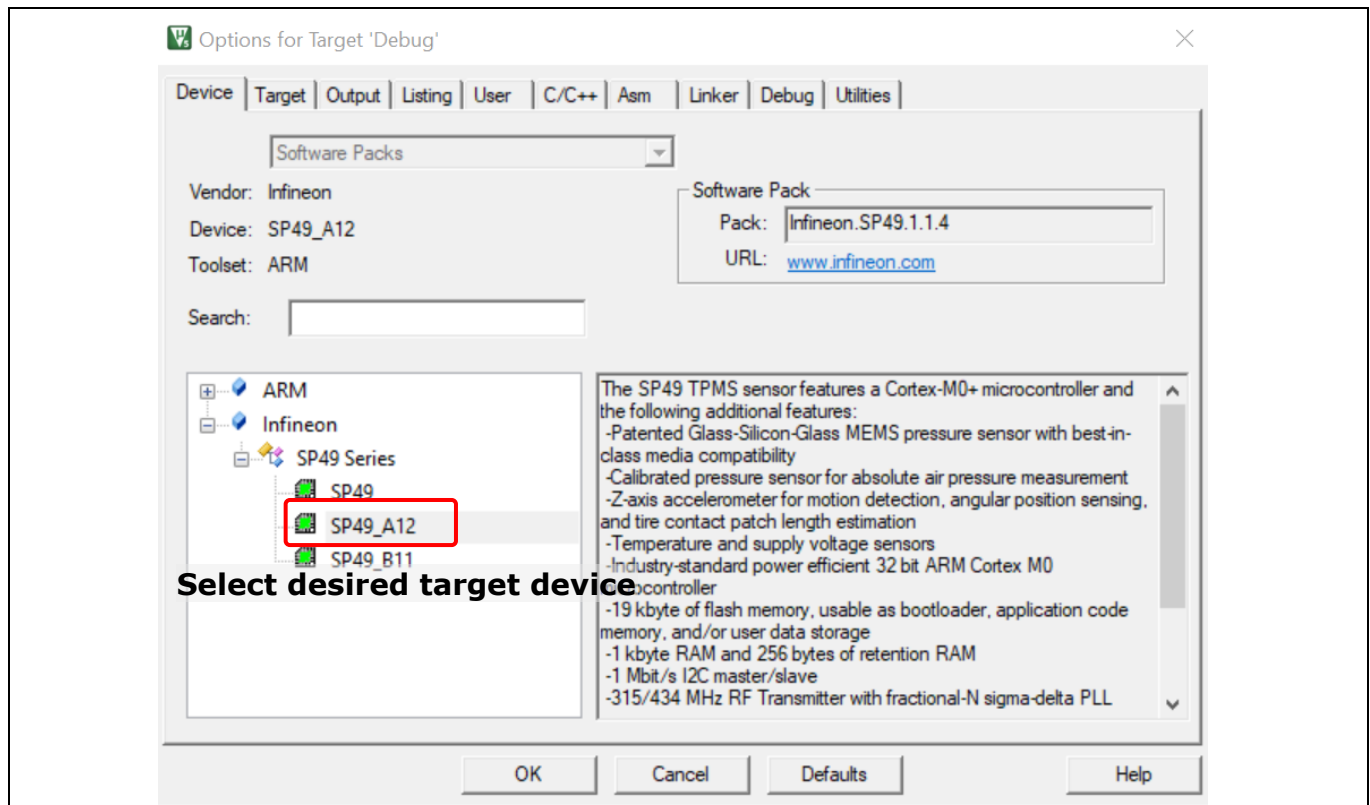 Options for Target 'Debug'
Device Target Output Listing User C/C++ Asm Linker Debug Utilities
Software Packs
Vendor: Infineon
Device: SP49_A12
Toolset: ARM
Search:
Software Pack
Pack: Infineon.SP49.1.1.4
URL: www.infineon.com
ARM
Infineon
SP49 Series
SP49
SP49_A12
SP49_B11
Select desired target device
The SP49 TPMS sensor features a Cortex-M0+ microcontroller and
the following additional features:
-Patented Glass-Silicon-Glass MEMS pressure sensor with best-in-
class media compatibility
-Calibrated pressure sensor for absolute air pressure measurement
-Z-axis accelerometer for motion detection, angular position sensing,
and tire contact patch length estimation
-Temperature and supply voltage sensors
-Industry-standard power efficient 32 bit ARM Cortex M0
microcontroller
-19 kbyte of flash memory, usable as bootloader, application code
memory, and/or user data storage
-1 kbyte RAM and 256 bytes of retention RAM
-1 Mbit/s I2C master/slave
-315/434 MHz RF Transmitter with fractional-N sigma-delta PLL
OK Cancel Defaults Help